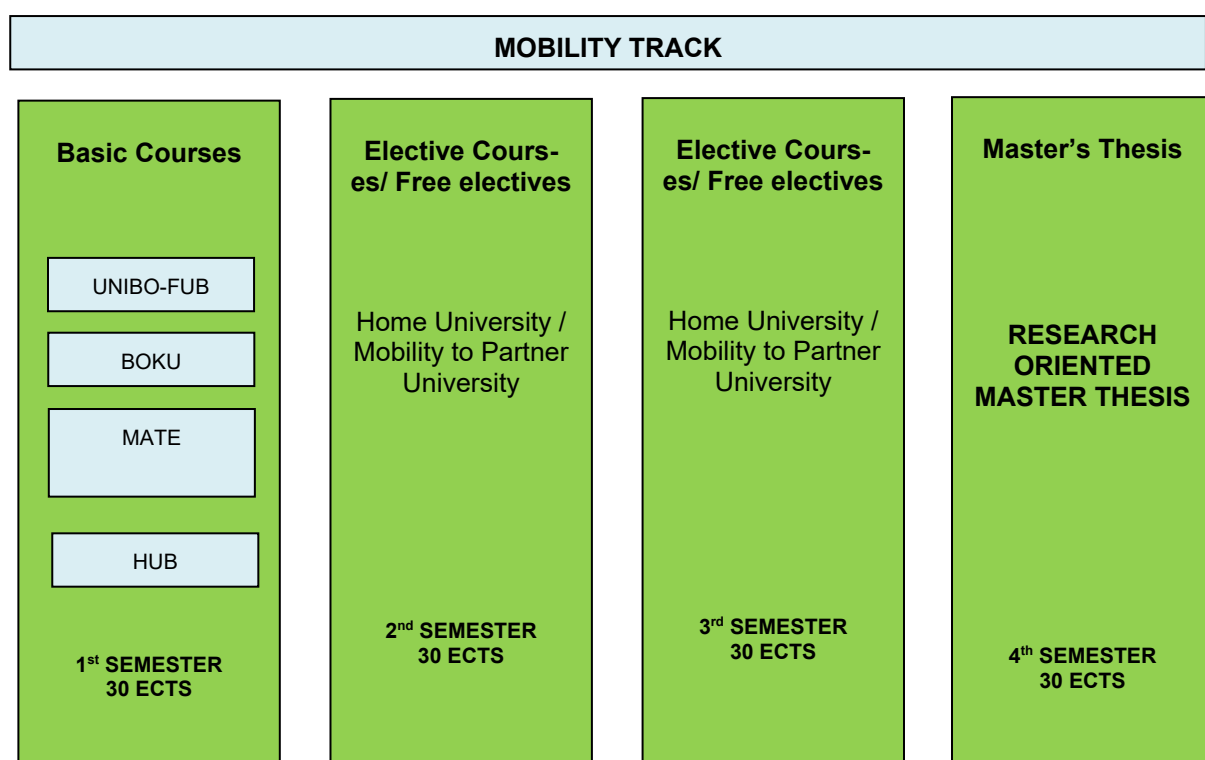 MOBILITY TRACK
Basic Courses
UNIBO-FUB
BOKU
MATE
HUB
1st SEMESTER
30 ECTS
Elective Cours-
es/ Free electives
Home University /
Mobility to Partner
University
2nd SEMESTER
30 ECTS
Elective Cours-
es/ Free electives
Home University /
Mobility to Partner
University
3rd SEMESTER
30 ECTS
Master’s Thesis
RESEARCH
ORIENTED
MASTER THESIS
4th SEMESTER
30 ECTS